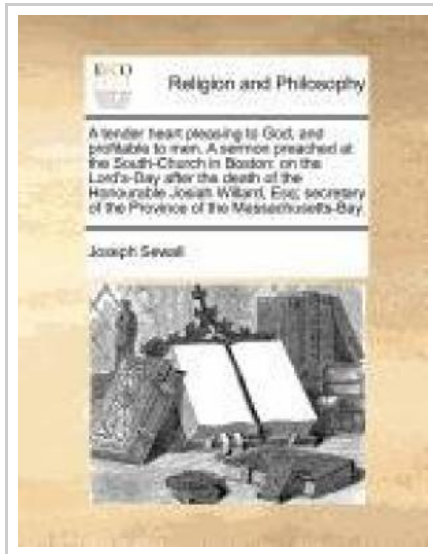 ECCO
Religion and Philosophy
A tender heart pleasing to God, and
profitable to men. A sermon preached at
the South-Church in Boston: on the
Lord's-Day after the death of the
Honourable Josiah Willard, Esq; secretary
of the Province of the Massachusetts-Bay.
Joseph Sewall